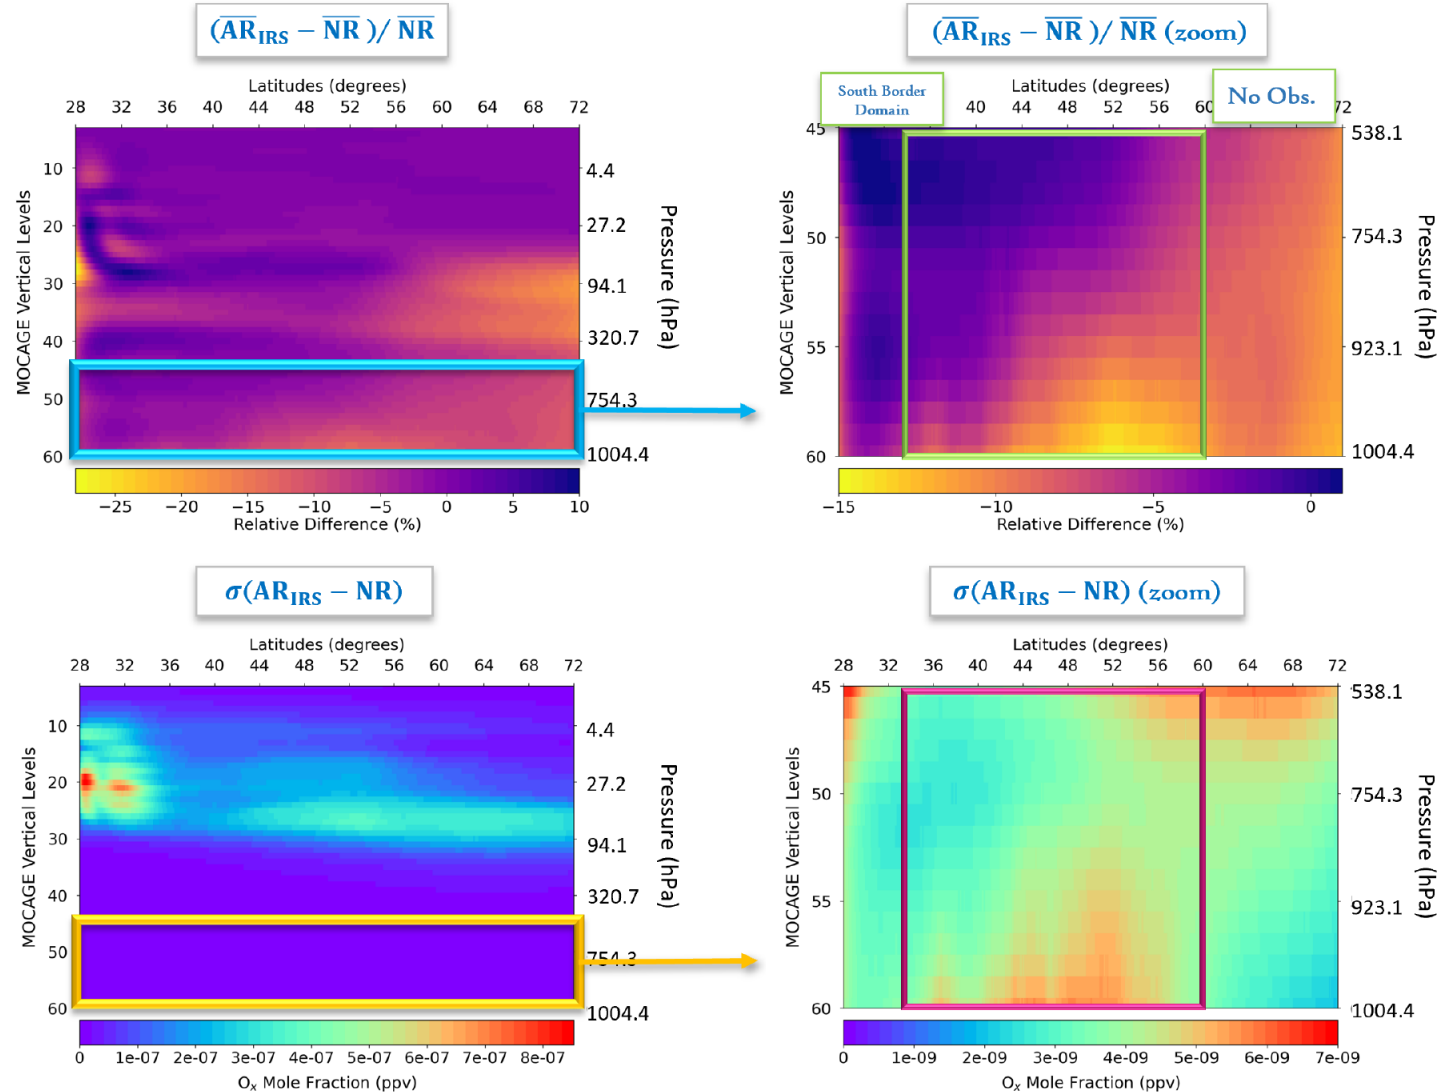 (AR̅_IRS − NR̅ )/ NR̅
Latitudes (degrees)
28 32 36 40 44 48 52 56 60 64 68 72
MOCAGE Vertical Levels
10
20
30
40
50
60
4.4
27.2
94.1
320.7
754.3
1004.4
Pressure (hPa)
−25 −20 −15 −10 −5 0 5 10
Relative Difference (%)
(AR̅_IRS − NR̅ )/ NR̅ (zoom)
Latitudes (degrees)
South Border
Domain
40 44 48 52 56 60 72
No Obs.
MOCAGE Vertical Levels
45
50
55
60
538.1
754.3
923.1
1004.4
Pressure (hPa)
−15 −10 −5 0
Relative Difference (%)
σ(AR_IRS − NR)
Latitudes (degrees)
28 32 36 40 44 48 52 56 60 64 68 72
MOCAGE Vertical Levels
10
20
30
40
50
60
4.4
27.2
94.1
320.7
754.3
1004.4
Pressure (hPa)
0 1e-07 2e-07 3e-07 4e-07 5e-07 6e-07 7e-07 8e-07
Oₓ Mole Fraction (ppv)
σ(AR_IRS − NR) (zoom)
Latitudes (degrees)
28 32 36 40 44 48 52 56 60 64 68 72
MOCAGE Vertical Levels
45
50
55
60
538.1
754.3
923.1
1004.4
Pressure (hPa)
0 1e-09 2e-09 3e-09 4e-09 5e-09 6e-09 7e-09
Oₓ Mole Fraction (ppv)